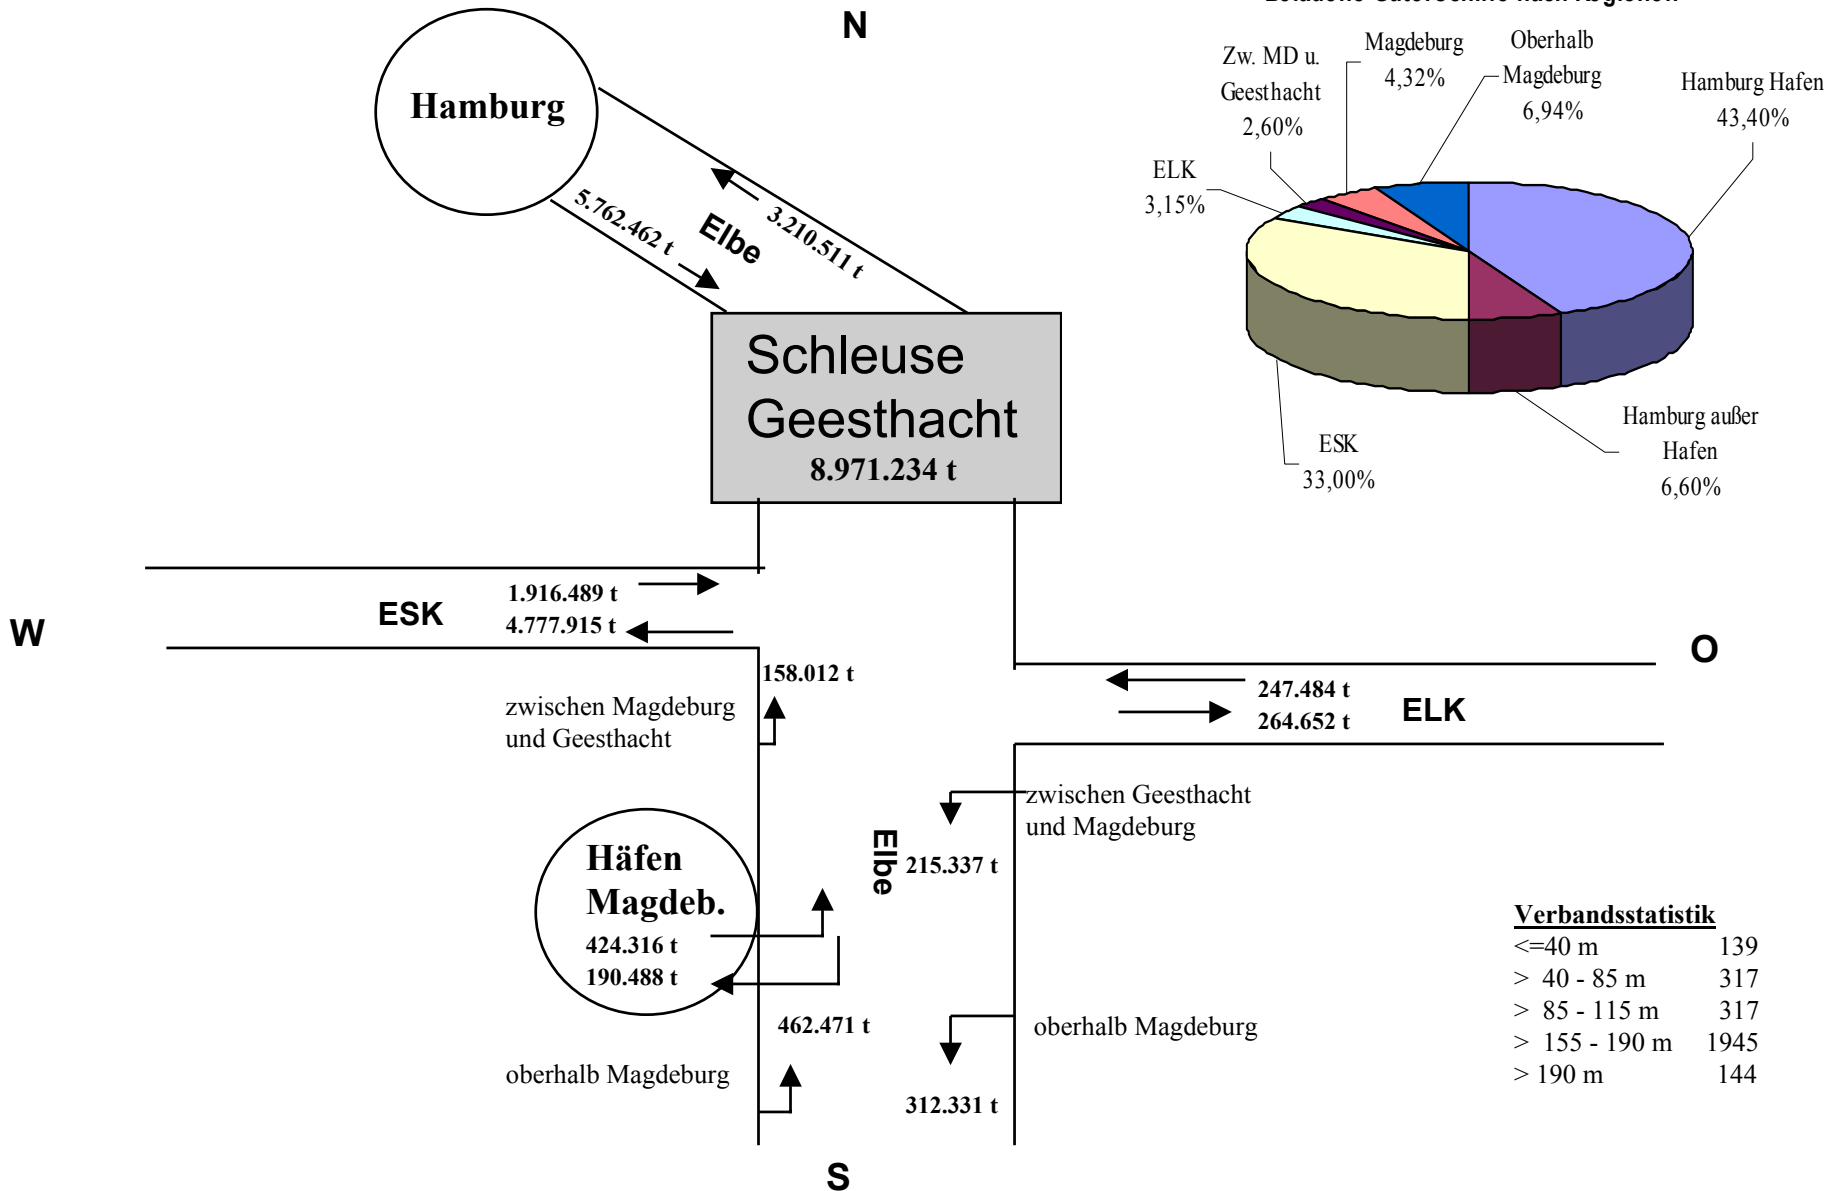 N
Hamburg
5.762.462 t
Elbe
3.210.511 t
Schleuse
Geesthacht
8.971.234 t
Zw. MD u.
Geesthacht
2,60%
Magdeburg
4,32%
Oberhalb
Magdeburg
6,94%
Hamburg Hafen
43,40%
ELK
3,15%
ESK
33,00%
Hamburg außer
Hafen
6,60%
W
ESK
1.916.489 t
4.777.915 t
O
247.484 t
264.652 t
ELK
158.012 t
zwischen Magdeburg
und Geesthacht
zwischen Geesthacht
und Magdeburg
215.337 t
Elbe
Häfen
Magdeb.
424.316 t
190.488 t
462.471 t
oberhalb Magdeburg
oberhalb Magdeburg
312.331 t
S
Verbandsstatistik
<=40 m 139
> 40 - 85 m 317
> 85 - 115 m 317
> 155 - 190 m 1945
> 190 m 144